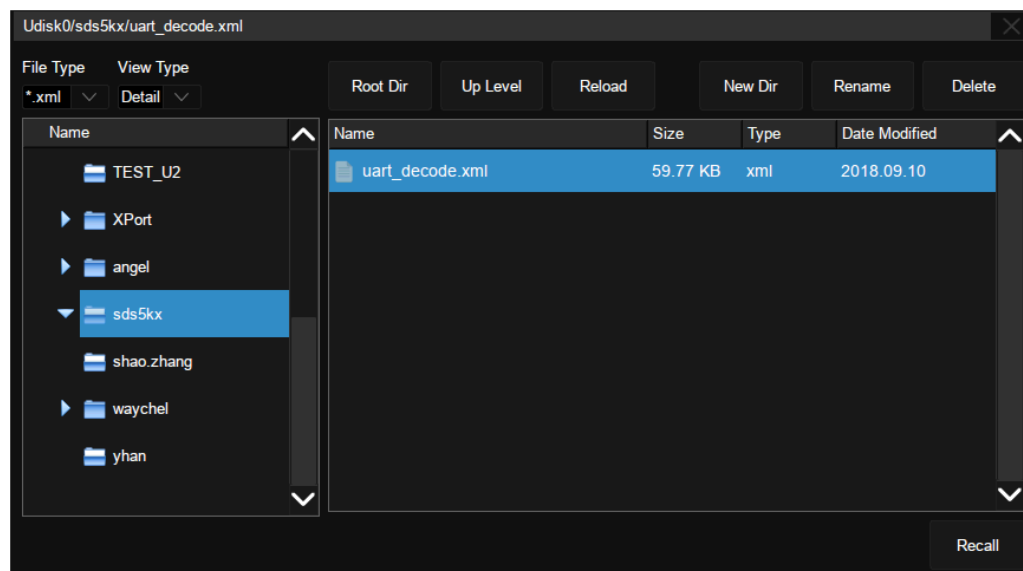 Udisk0/sds5kx/uart_decode.xml
File Type View Type
*.xml Detail
Root Dir Up Level Reload New Dir Rename Delete
Name
TEST_U2
XPort
angel
sds5kx
shao.zhang
waychel
yhan
Name Size Type Date Modified
uart_decode.xml 59.77 KB xml 2018.09.10
Recall